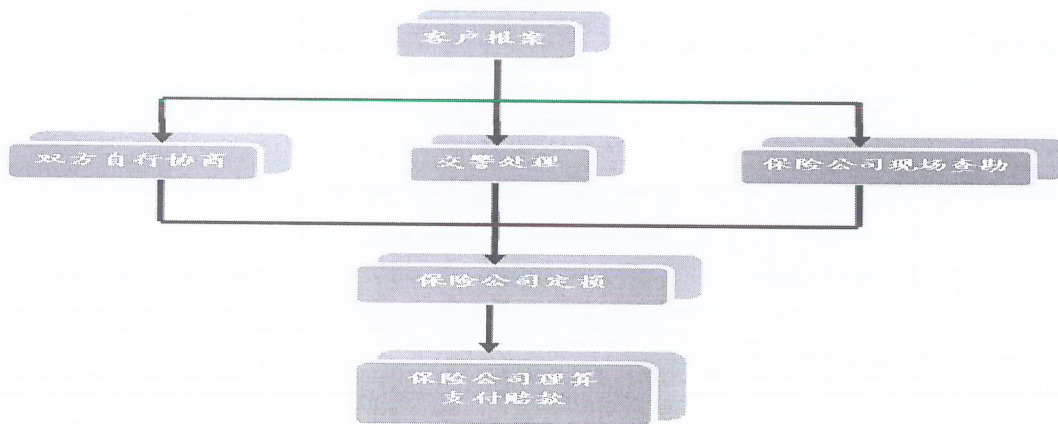 客户报案
双方自行协商
交警处理
保险公司现场查勘
保险公司定损
保险公司理算
支付赔款